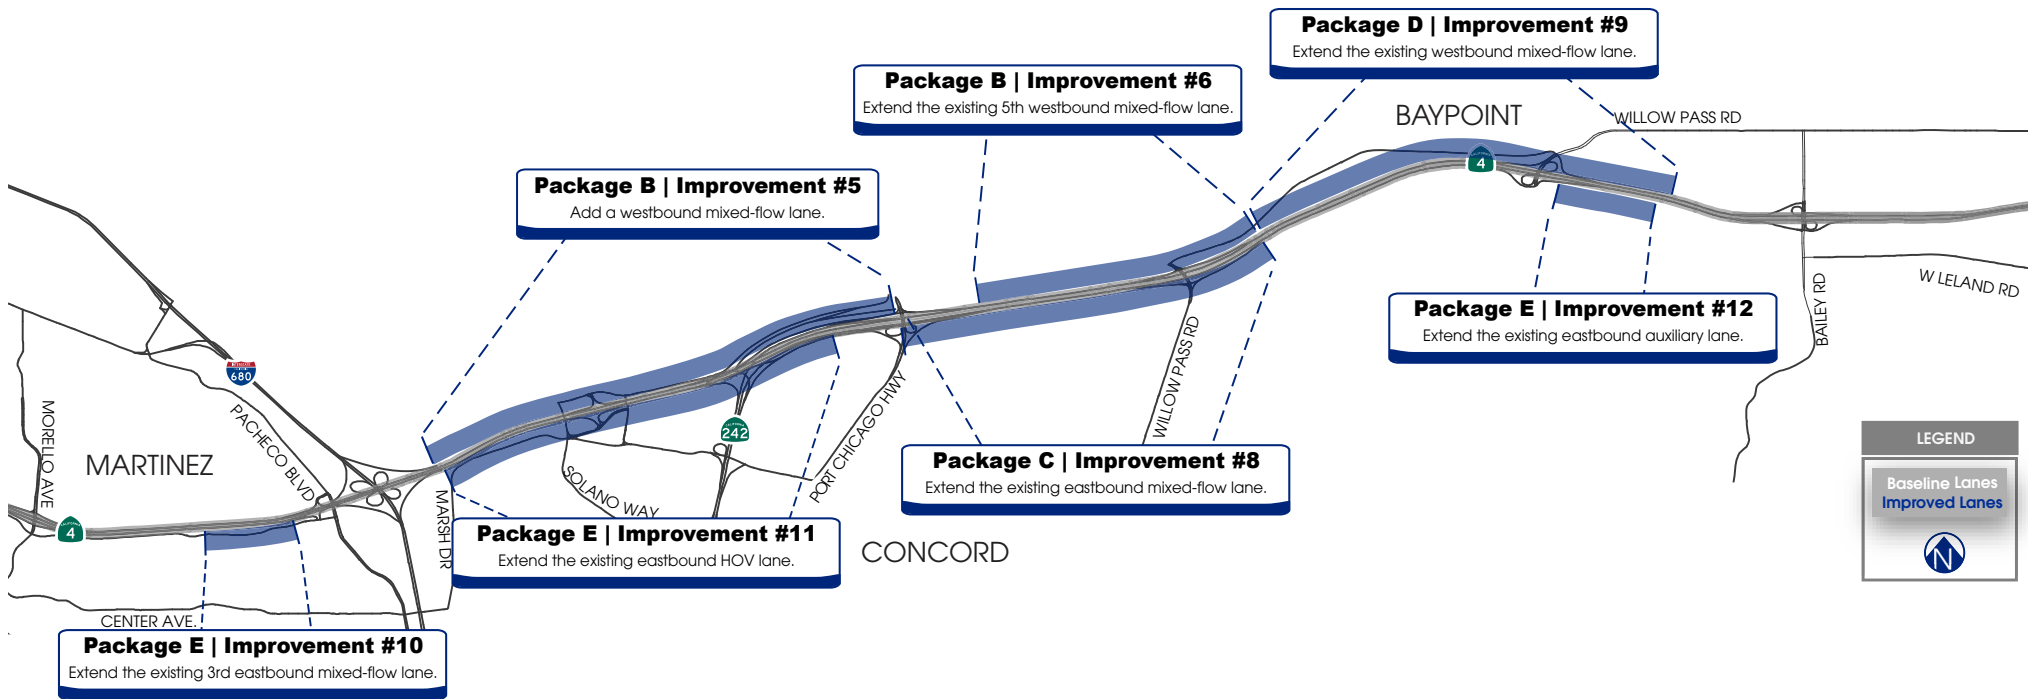 Package D | Improvement #9
Extend the existing westbound mixed-flow lane.
Package B | Improvement #6
Extend the existing 5th westbound mixed-flow lane.
BAYPOINT
WILLOW PASS RD
CALIFORNIA
4
Package B | Improvement #5
Add a westbound mixed-flow lane.
W LELAND RD
BAILEY RD
Package E | Improvement #12
Extend the existing eastbound auxiliary lane.
WILLOW PASS RD
INTERSTATE
680
PORT CHICAGO HWY
MORELLO AVE
PACHECO BLVD
MARTINEZ
CALIFORNIA
242
SOLANO WAY
MARSH DR
Package C | Improvement #8
Extend the existing eastbound mixed-flow lane.
LEGEND
Baseline Lanes
Improved Lanes
N
CALIFORNIA
4
Package E | Improvement #11
Extend the existing eastbound HOV lane.
CONCORD
CENTER AVE.
Package E | Improvement #10
Extend the existing 3rd eastbound mixed-flow lane.